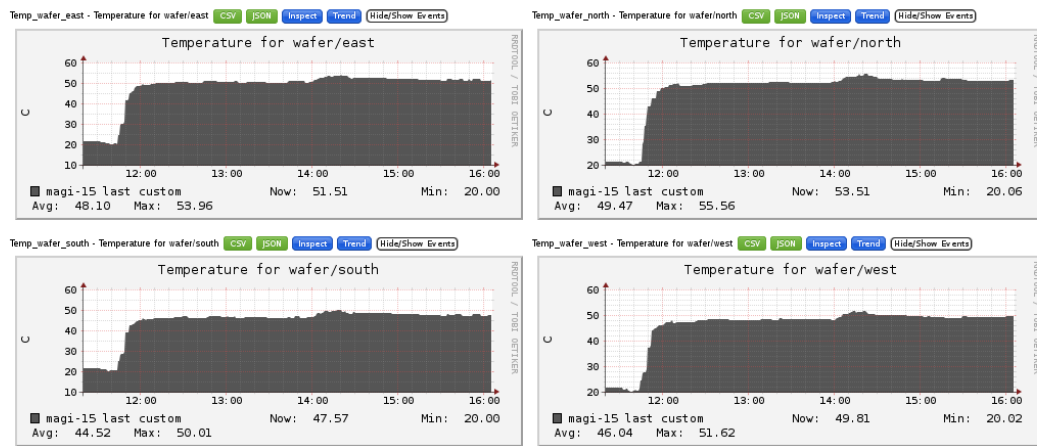 Temp_wafer_east - Temperature for wafer/east CSV JSON Inspect Trend Hide/Show Events
Temperature for wafer/east
RRDTOOL / TOBI OETIKER
C
60
50
40
30
20
10
12:00 13:00 14:00 15:00 16:00
magi-15 last custom Now: 51.51 Min: 20.00
Avg: 48.10 Max: 53.96
Temp_wafer_north - Temperature for wafer/north CSV JSON Inspect Trend Hide/Show Events
Temperature for wafer/north
RRDTOOL / TOBI OETIKER
C
60
50
40
30
20
12:00 13:00 14:00 15:00 16:00
magi-15 last custom Now: 53.51 Min: 20.06
Avg: 49.47 Max: 55.56
Temp_wafer_south - Temperature for wafer/south CSV JSON Inspect Trend Hide/Show Events
Temperature for wafer/south
RRDTOOL / TOBI OETIKER
C
60
50
40
30
20
10
12:00 13:00 14:00 15:00 16:00
magi-15 last custom Now: 47.57 Min: 20.00
Avg: 44.52 Max: 50.01
Temp_wafer_west - Temperature for wafer/west CSV JSON Inspect Trend Hide/Show Events
Temperature for wafer/west
RRDTOOL / TOBI OETIKER
C
60
50
40
30
20
12:00 13:00 14:00 15:00 16:00
magi-15 last custom Now: 49.81 Min: 20.02
Avg: 46.04 Max: 51.62